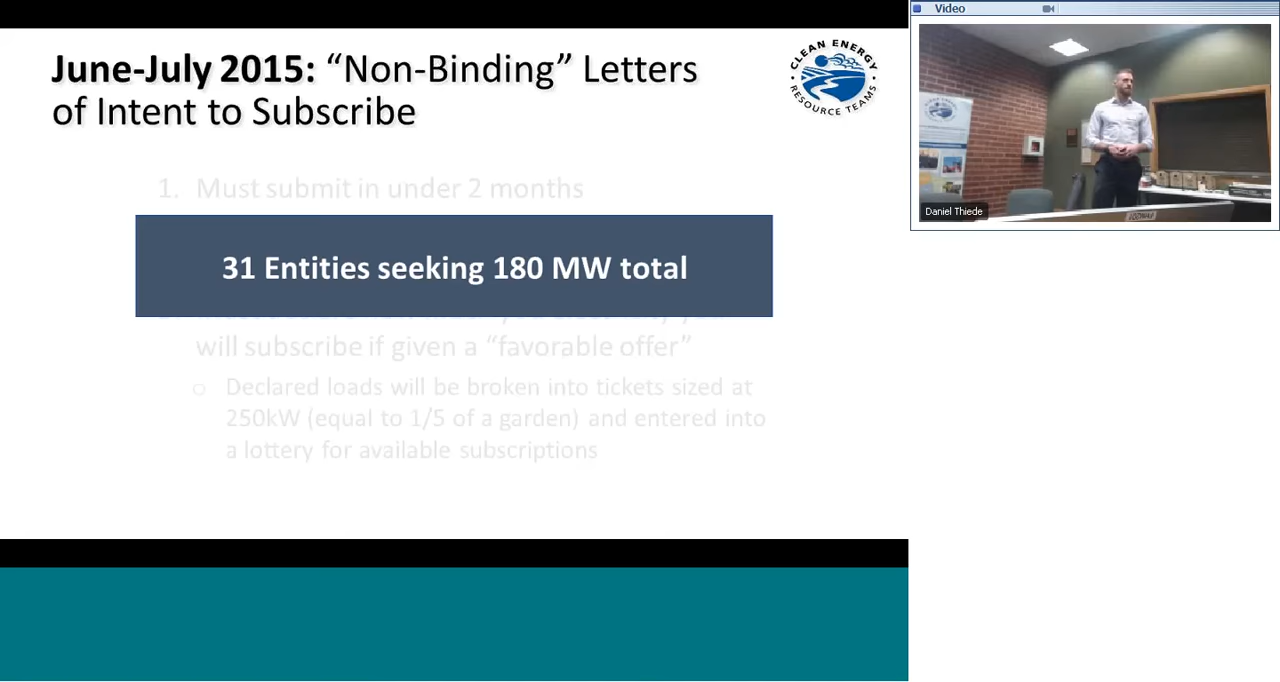 June-July 2015: “Non-Binding” Letters
of Intent to Subscribe
CLEAN ENERGY
RESOURCE TEAMS
1. Must submit in under 2 months
31 Entities seeking 180 MW total
will subscribe if given a “favorable offer”
o Declared loads will be broken into tickets sized at
250kW (equal to 1/5 of a garden) and entered into
a lottery for available subscriptions
Video
Daniel Thiede